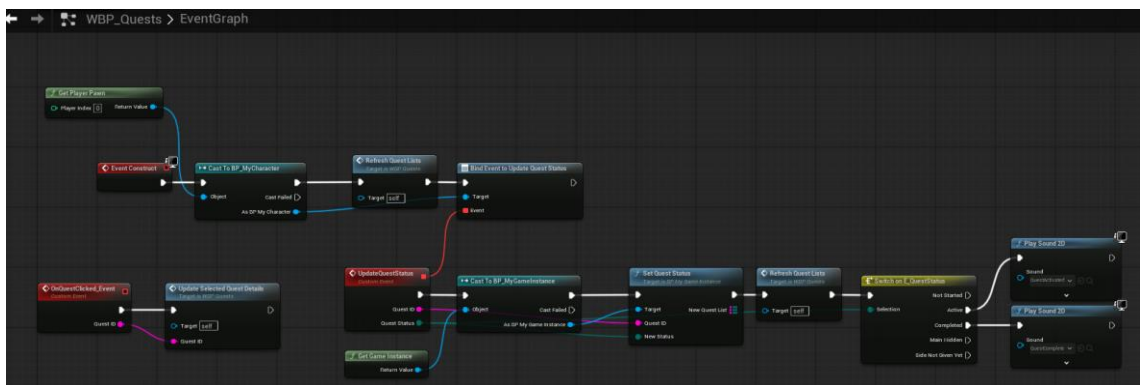 WBP_Quests > EventGraph
Get Player Pawn
Player Index 0 Return Value
Event Construct
Cast To BP_MyCharacter
Object Cast Failed
As BP My Character
Refresh Quest Lists
Target is WBP Quests
Target self
Bind Event to Update Quest Status
Target
Event
OnQuestClicked_Event
Custom Event
Quest ID
Update Selected Quest Details
Target is WBP Quests
Target self
Quest ID
UpdateQuestStatus
Custom Event
Quest ID
Quest Status
Cast To BP_MyGameInstance
Object Cast Failed
As BP My Game Instance
Get Game Instance
Return Value
Set Quest Status
Target is BP My Game Instance
Target New Quest List
Quest ID
New Status
Refresh Quest Lists
Target is WBP Quests
Target self
Switch on E_QuestStatus
Selection Not Started
Active
Completed
Main Hidden
Side Not Given Yet
Play Sound 2D
Sound
Play Sound 2D
Sound